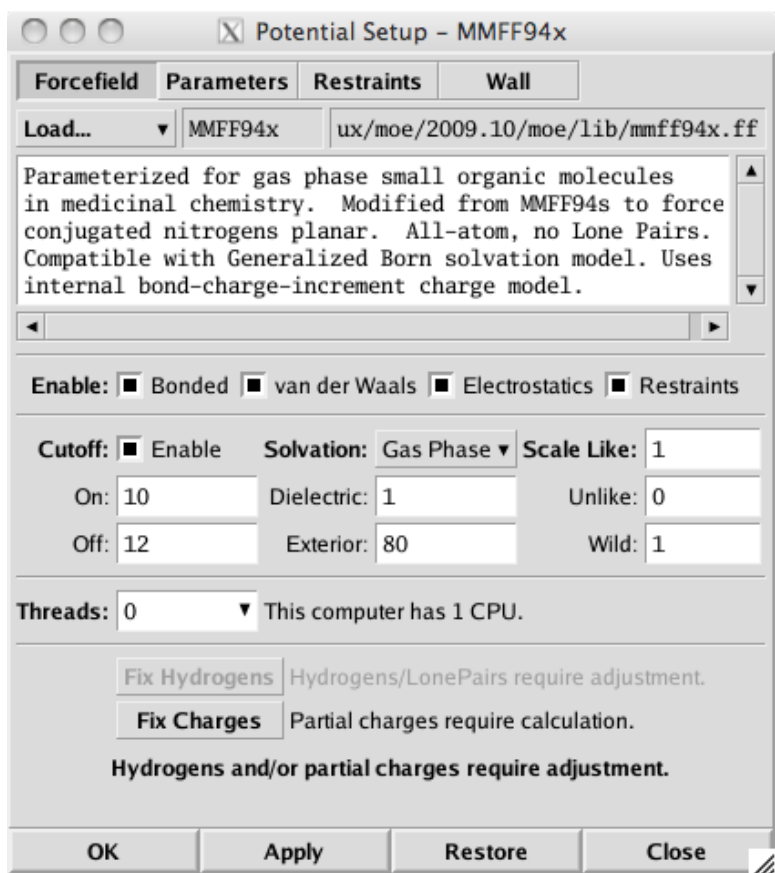 X Potential Setup - MMFF94x
Forcefield Parameters Restraints Wall
Load... MMFF94x ux/moe/2009.10/moe/lib/mmff94x.ff
Parameterized for gas phase small organic molecules
in medicinal chemistry. Modified from MMFF94s to force
conjugated nitrogens planar. All-atom, no Lone Pairs.
Compatible with Generalized Born solvation model. Uses
internal bond-charge-increment charge model.
Enable: Bonded van der Waals Electrostatics Restraints
Cutoff: Enable Solvation: Gas Phase Scale Like: 1
On: 10 Dielectric: 1 Unlike: 0
Off: 12 Exterior: 80 Wild: 1
Threads: 0 This computer has 1 CPU.
Fix Hydrogens Hydrogens/LonePairs require adjustment.
Fix Charges Partial charges require calculation.
Hydrogens and/or partial charges require adjustment.
OK Apply Restore Close